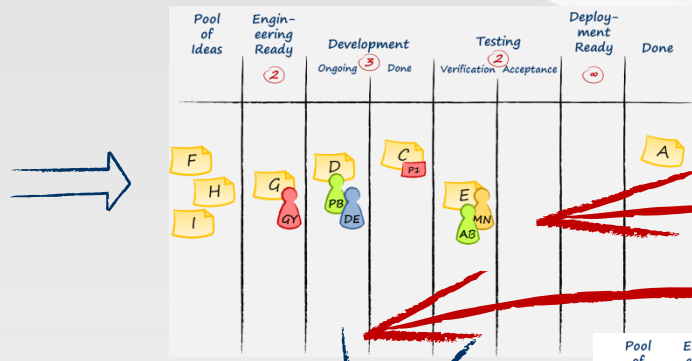 Pool
of
Ideas
Engin-
eering
Ready
2
Development
3
Ongoing
Done
Testing
2
Verification
Acceptance
Deploy-
ment
Ready
∞
Done
F
H
I
G
GY
D
PB
DE
C
P1
E
MN
AB
A
Pool
of
E